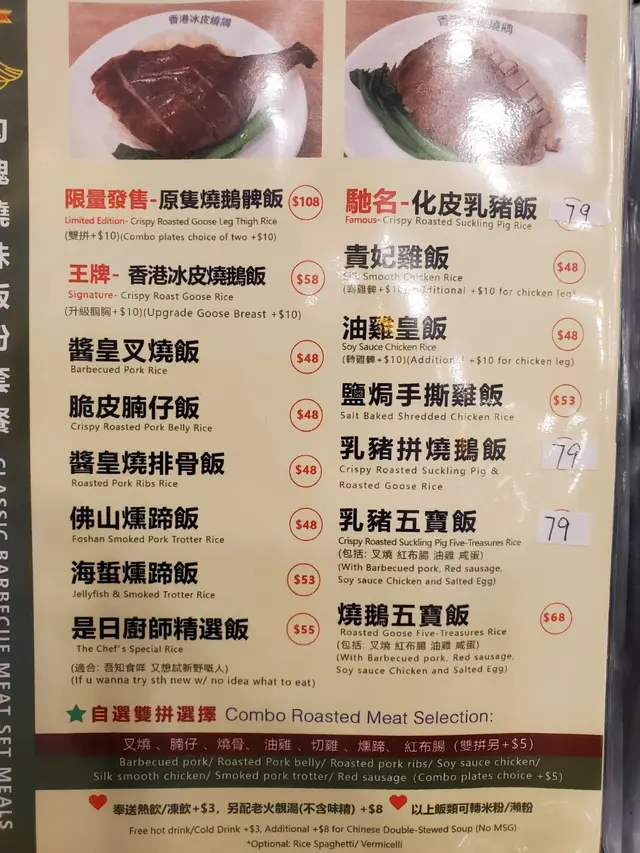 香港冰皮燒鵝
限量發售-原隻燒鵝髀飯 $108
Limited Edition- Crispy Roasted Goose Leg Thigh Rice
(雙拼+$10)(Combo plates choice of two +$10)
王牌- 香港冰皮燒鵝飯 $58
Signature- Crispy Roast Goose Rice
(升級鵝胸+$10)(Upgrade Goose Breast +$10)
醬皇叉燒飯 $48
Barbecued Pork Rice
脆皮腩仔飯 $48
Crispy Roasted Pork Belly Rice
醬皇燒排骨飯 $48
Roasted Pork Ribs Rice
佛山燻蹄飯 $48
Foshan Smoked Pork Trotter Rice
海蜇燻蹄飯 $53
Jellyfish & Smoked Trotter Rice
是日廚師精選飯 $55
The Chef's Special Rice
(適合: 吾知食咩 又想試新野嘅人)
(If u wanna try sth new w/ no idea what to eat)
馳名-化皮乳豬飯 79
Famous- Crispy Roasted Suckling Pig Rice
貴妃雞飯 $48
Silk Smooth Chicken Rice
(轉雞髀+$10)(Additional +$10 for chicken leg)
油雞皇飯 $48
Soy Sauce Chicken Rice
(轉雞髀+$10)(Additional +$10 for chicken leg)
鹽焗手撕雞飯 $53
Salt Baked Shredded Chicken Rice
乳豬拼燒鵝飯 79
Crispy Roasted Suckling Pig &
Roasted Goose Rice
乳豬五寶飯 79
Crispy Roasted Suckling Pig Five-Treasures Rice
(包括: 叉燒 紅布腸 油雞 咸蛋)
(With Barbecued pork, Red sausage,
Soy sauce Chicken and Salted Egg)
燒鵝五寶飯 $68
Roasted Goose Five-Treasures Rice
(包括: 叉燒 紅布腸 油雞 咸蛋)
(With Barbecued pork, Red sausage,
Soy sauce Chicken and Salted Egg)
自選雙拼選擇 Combo Roasted Meat Selection:
叉燒、腩仔、燒骨、油雞、切雞、燻蹄、紅布腸 (雙拼另+$5)
Barbecued pork/ Roasted Pork belly/ Roasted pork ribs/ Soy sauce chicken/
Silk smooth chicken/ Smoked pork trotter/ Red sausage (Combo plates choice +$5)
奉送熱飲/凍飲+$3, 另配老火靚湯(不含味精) +$8 以上飯類可轉米粉/瀨粉
Free hot drink/Cold Drink +$3, Additional +$8 for Chinese Double-Stewed Soup (No MSG)
*Optional: Rice Spaghetti/ Vermicelli
燒味飯粉套餐 CLASSIC BARBECUE MEAT SET MEALS